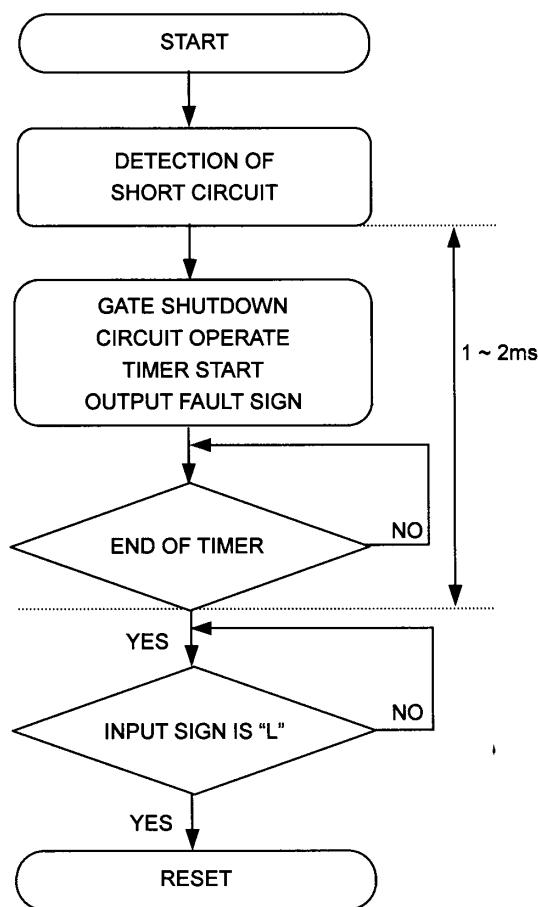 START
DETECTION OF
SHORT CIRCUIT
GATE SHUTDOWN
CIRCUIT OPERATE
TIMER START
OUTPUT FAULT SIGN
1 ~ 2ms
END OF TIMER
NO
YES
INPUT SIGN IS “L”
NO
YES
RESET